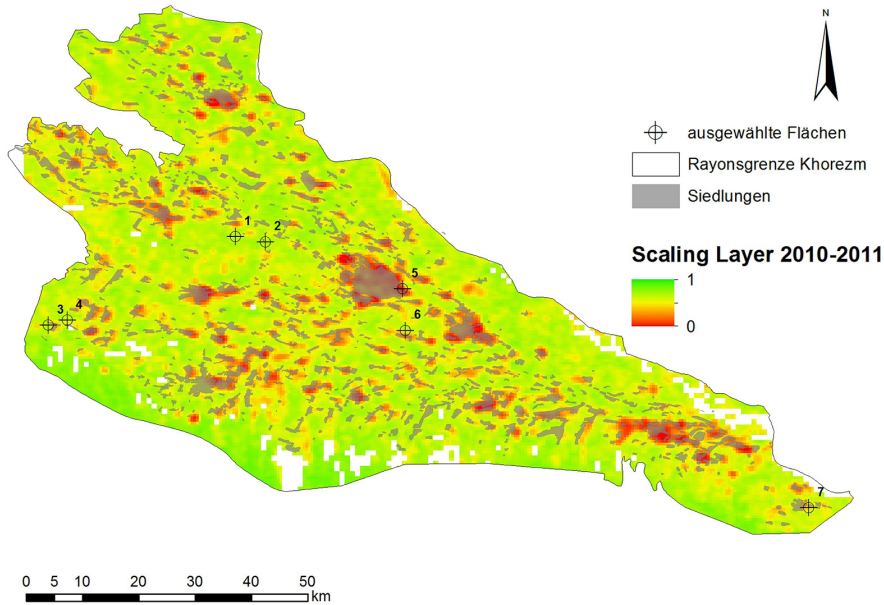 N
ausgewählte Flächen
Rayonsgrenze Khorezm
Siedlungen
Scaling Layer 2010-2011
1
0
1
2
3
4
5
6
7
0 5 10 20 30 40 50
km